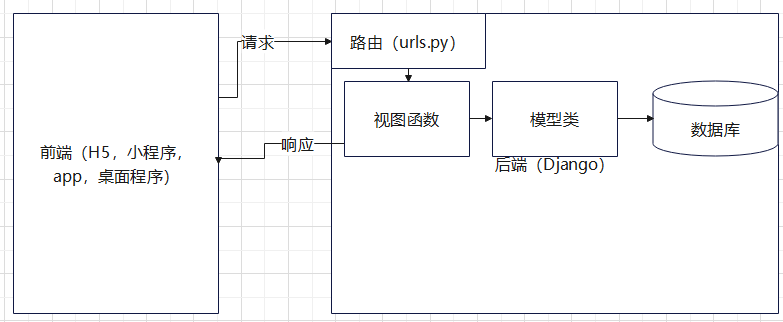 请求
路由（urls.py）
视图函数
模型类
数据库
响应
前端（H5，小程序，
app，桌面程序）
后端（Django）